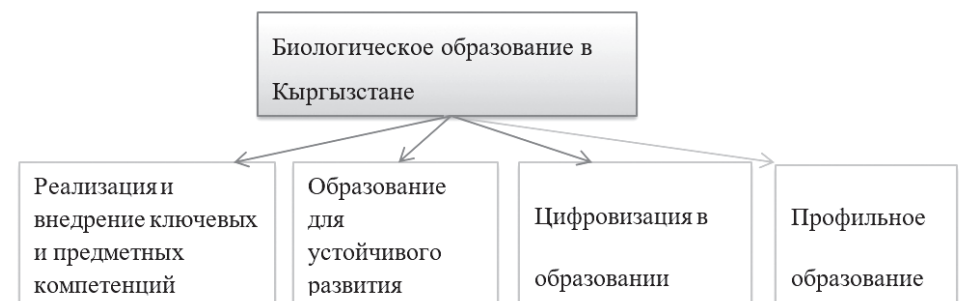 Биологическое образование в
Кыргызстане
Реализация и
внедрение ключевых
и предметных
компетенций
Образование
для
устойчивого
развития
Цифровизация в
образовании
Профильное
образование